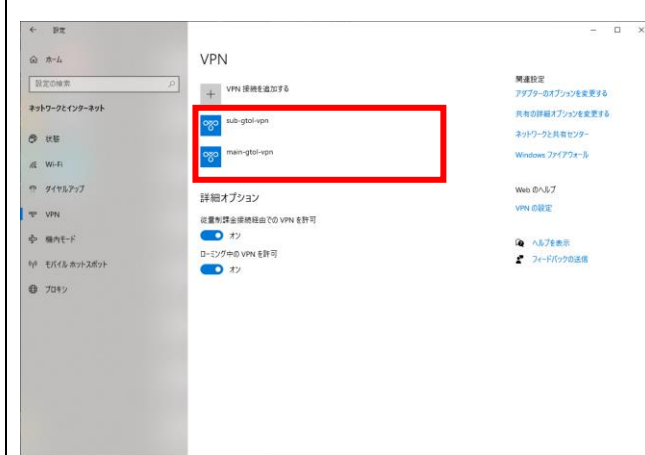 設定
ホーム
設定の検索
ネットワークとインターネット
状態
Wi-Fi
ダイヤルアップ
VPN
機内モード
モバイル ホットスポット
プロキシ
VPN
VPN 接続を追加する
sub-gtol-vpn
main-gtol-vpn
詳細オプション
従量制課金接続経由での VPN を許可
オン
ローミング中の VPN を許可
オン
関連設定
アダプターのオプションを変更する
共有の詳細オプションを変更する
ネットワークと共有センター
Windows ファイアウォール
Web のヘルプ
VPN の設定
ヘルプを表示
フィードバックの送信